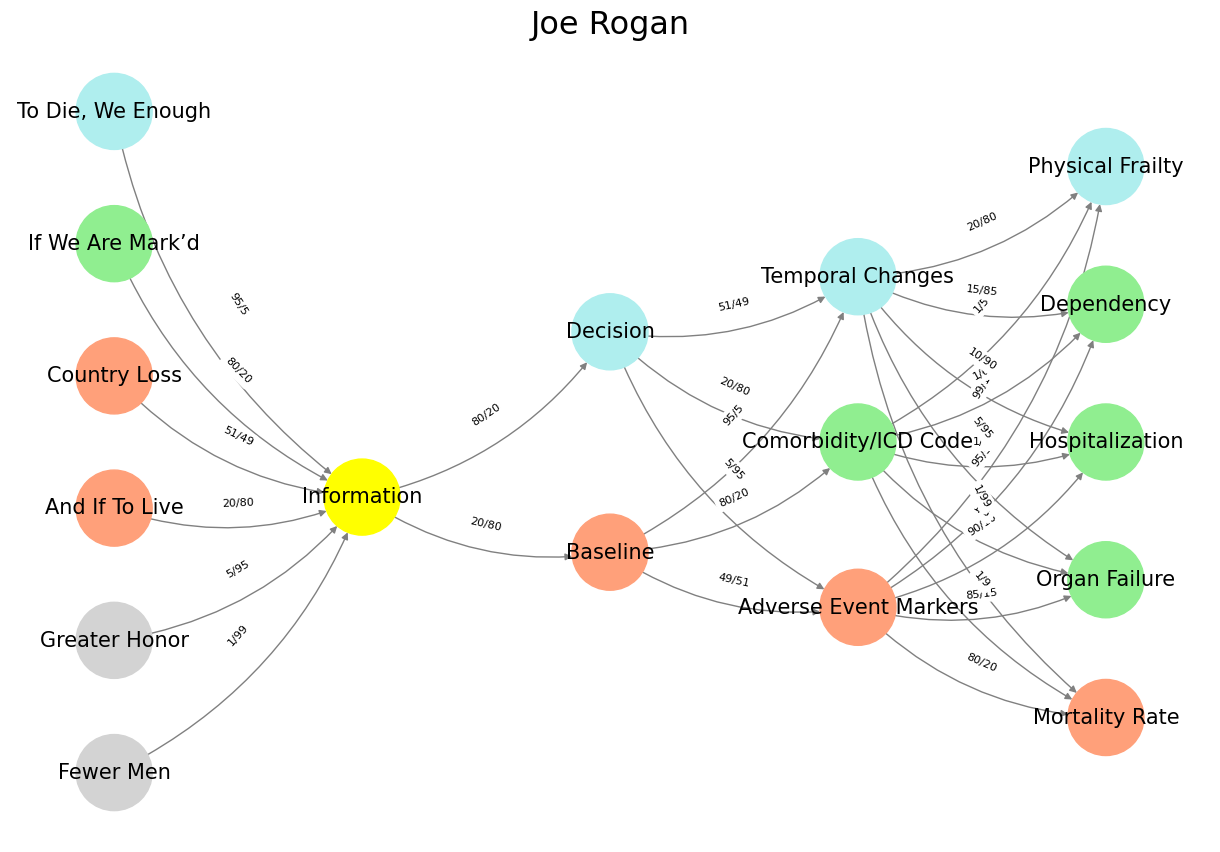 Joe Rogan
To Die, We Enough
Physical Frailty
If We Are Mark’d
20/80
Temporal Changes
15/85
Dependency
95/5
51/49
1/5
Decision
80/20
10/90
Country Loss
20/80
95/5
80/20
5/95
51/49
Comorbidity/ICD Code
Hospitalization
5/95
And If To Live
20/80
Information
80/20
1/99
20/80
Baseline
5/95
49/51
Organ Failure
Adverse Event Markers
Greater Honor
1/99
80/20
Mortality Rate
Fewer Men